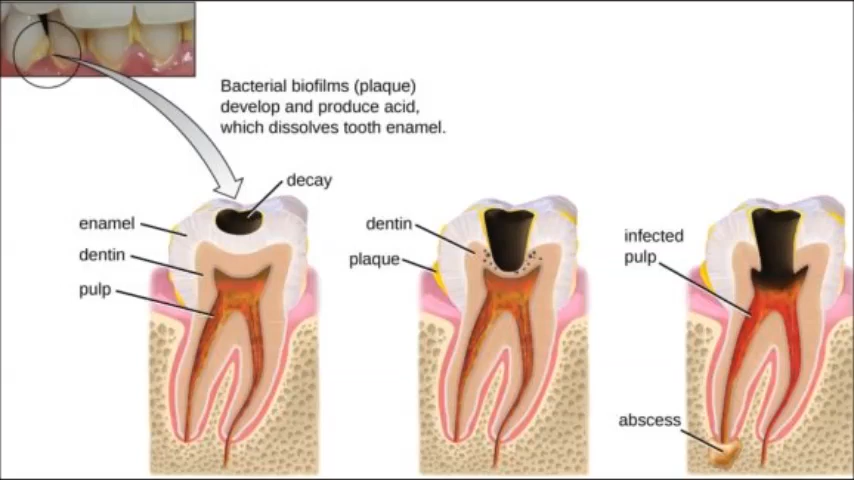 Bacterial biofilms (plaque)
develop and produce acid,
which dissolves tooth enamel.
decay
enamel
dentin
pulp
dentin
plaque
infected
pulp
abscess